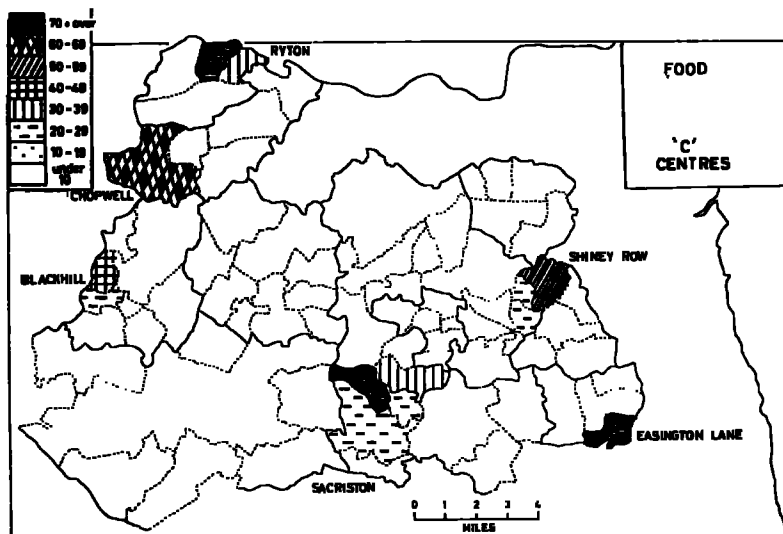 70 & over
60-69
50-59
40-49
30-39
20-29
10-19
under
10
RYTON
FOOD
'C'
CENTRES
CHOPWELL
BLACKHILL
SHINEY ROW
EASINGTON LANE
SACRISTON
0 1 2 3 4
MILES